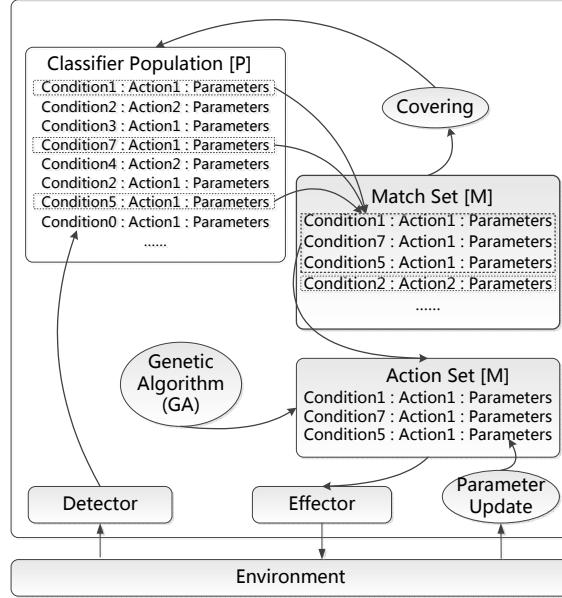 Classifier Population [P]
Condition1 : Action1 : Parameters
Condition2 : Action2 : Parameters
Condition3 : Action1 : Parameters
Condition7 : Action1 : Parameters
Condition4 : Action2 : Parameters
Condition2 : Action1 : Parameters
Condition5 : Action1 : Parameters
Condition0 : Action1 : Parameters
......
Covering
Match Set [M]
Condition1 : Action1 : Parameters
Condition7 : Action1 : Parameters
Condition5 : Action1 : Parameters
Condition2 : Action2 : Parameters
......
Genetic
Algorithm
(GA)
Action Set [M]
Condition1 : Action1 : Parameters
Condition7 : Action1 : Parameters
Condition5 : Action1 : Parameters
Detector
Effector
Parameter
Update
Environment